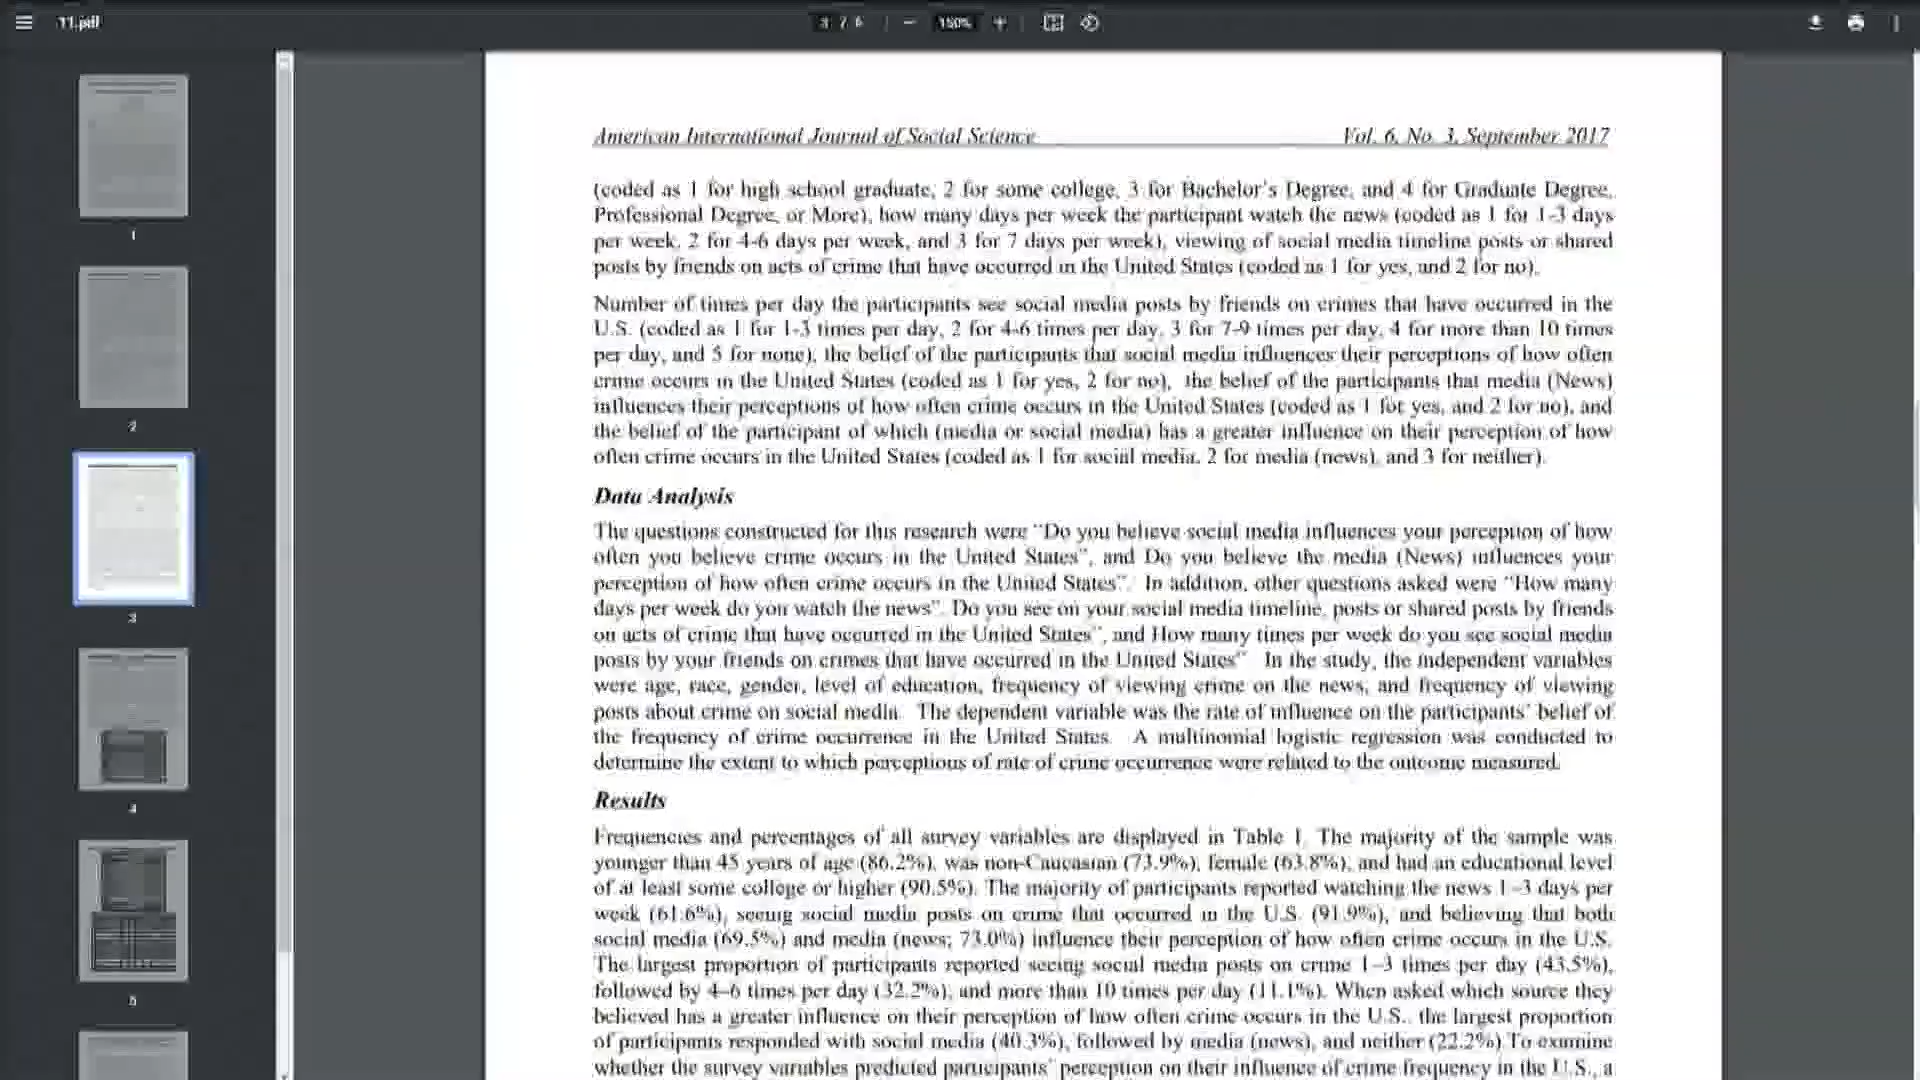 11.pdf
3 / 6
150%
1
2
3
4
5
American International Journal of Social Science
Vol. 6, No. 3, September 2017
(coded as 1 for high school graduate, 2 for some college, 3 for Bachelor's Degree, and 4 for Graduate Degree,
Professional Degree, or More), how many days per week the participant watch the news (coded as 1 for 1-3 days
per week, 2 for 4-6 days per week, and 3 for 7 days per week), viewing of social media timeline posts or shared
posts by friends on acts of crime that have occurred in the United States (coded as 1 for yes, and 2 for no).
Number of times per day the participants see social media posts by friends on crimes that have occurred in the
U.S. (coded as 1 for 1-3 times per day, 2 for 4-6 times per day, 3 for 7-9 times per day, 4 for more than 10 times
per day, and 5 for none), the belief of the participants that social media influences their perceptions of how often
crime occurs in the United States (coded as 1 for yes, 2 for no), the belief of the participants that media (News)
influences their perceptions of how often crime occurs in the United States (coded as 1 for yes, and 2 for no), and
the belief of the participant of which (media or social media) has a greater influence on their perception of how
often crime occurs in the United States (coded as 1 for social media, 2 for media (news), and 3 for neither).
Data Analysis
The questions constructed for this research were "Do you believe social media influences your perception of how
often you believe crime occurs in the United States", and Do you believe the media (News) influences your
perception of how often crime occurs in the United States". In addition, other questions asked were "How many
days per week do you watch the news". Do you see on your social media timeline, posts or shared posts by friends
on acts of crime that have occurred in the United States", and How many times per week do you see social media
posts by your friends on crimes that have occurred in the United States" In the study, the independent variables
were age, race, gender, level of education, frequency of viewing crime on the news, and frequency of viewing
posts about crime on social media. The dependent variable was the rate of influence on the participants' belief of
the frequency of crime occurrence in the United States. A multinomial logistic regression was conducted to
determine the extent to which perceptions of rate of crime occurrence were related to the outcome measured.
Results
Frequencies and percentages of all survey variables are displayed in Table 1. The majority of the sample was
younger than 45 years of age (86.2%), was non-Caucasian (73.9%), female (63.8%), and had an educational level
of at least some college or higher (90.5%). The majority of participants reported watching the news 1–3 days per
week (61.6%), seeing social media posts on crime that occurred in the U.S. (91.9%), and believing that both
social media (69.5%) and media (news; 73.0%) influence their perception of how often crime occurs in the U.S.
The largest proportion of participants reported seeing social media posts on crime 1–3 times per day (43.5%),
followed by 4–6 times per day (32.2%), and more than 10 times per day (11.1%). When asked which source they
believed has a greater influence on their perception of how often crime occurs in the U.S., the largest proportion
of participants responded with social media (40.3%), followed by media (news), and neither (22.2%).To examine
whether the survey variables predicted participants' perception on their influence of crime frequency in the U.S., a